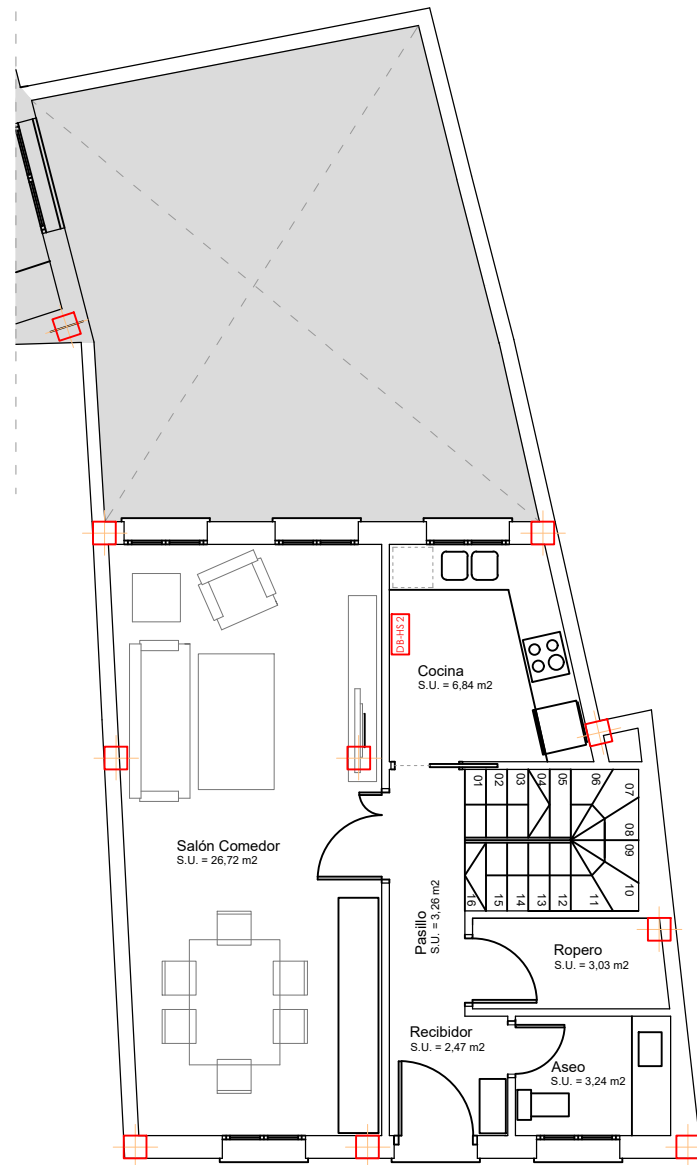 DB-HS 2
Cocina
S.U. = 6,84 m2
01
02
03
04
05
06
07
08
09
10
11
12
13
14
15
16
Salón Comedor
S.U. = 26,72 m2
Pasillo
S.U. = 3,26 m2
Ropero
S.U. = 3,03 m2
Recibidor
S.U. = 2,47 m2
Aseo
S.U. = 3,24 m2